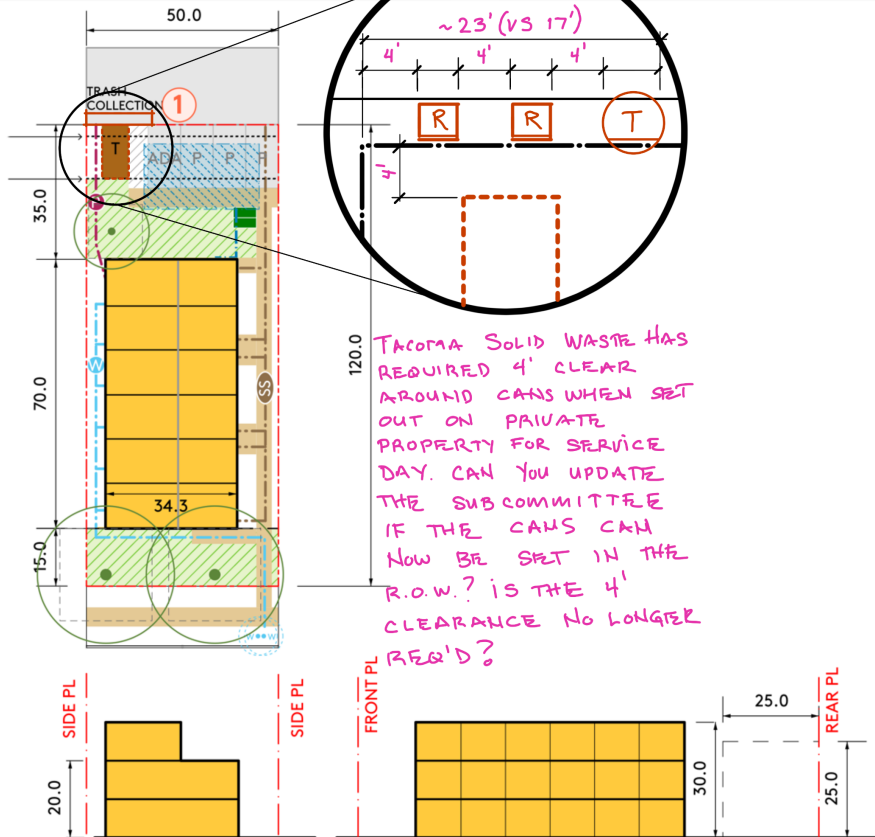 50.0
TRASH
COLLECTION
1
T
ADA P P P
35.0
W
70.0
SS
34.3
15.0
120.0
W W
~23' (VS 17')
4' 4' 4'
R R T
4'
TACOMA SOLID WASTE HAS
REQUIRED 4' CLEAR
AROUND CANS WHEN SET
OUT ON PRIVATE
PROPERTY FOR SERVICE
DAY. CAN YOU UPDATE
THE SUBCOMMITTEE
IF THE CANS CAN
NOW BE SET IN THE
R.O.W.? IS THE 4'
CLEARANCE NO LONGER
REQ'D?
SIDE PL
20.0
SIDE PL
FRONT PL
30.0
25.0
REAR PL
25.0